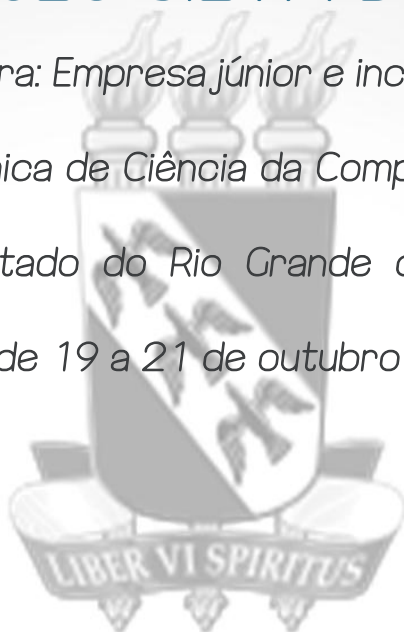 ra: Empresa júnior e inc
nica de Ciência da Comp
tado do Rio Grande
de 19 a 21 de outubro
LIBER VI SPIRITUS